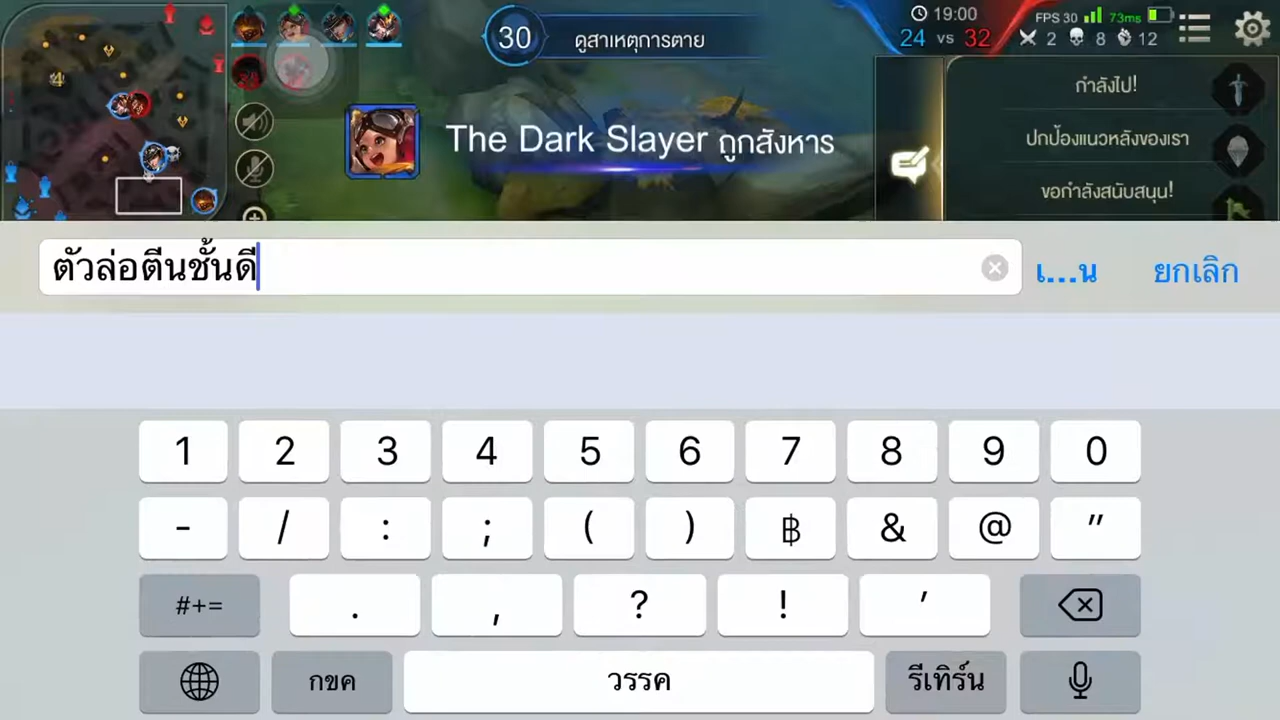 19:00
FPS 30 73ms
24 vs 32 2 8 12
30 ดูสาเหตุการตาย
The Dark Slayer ถูกสังหาร
กำลังไป!
ปกป้องแนวหลังของเรา
ขอกำลังสนับสนุน!
ตัวล่อตีนชั้นดี
เ...น ยกเลิก
1 2 3 4 5 6 7 8 9 0
- / : ; ( ) ฿ & @ "
#+= . , ? ! '
กขค วรรค รีเทิร์น